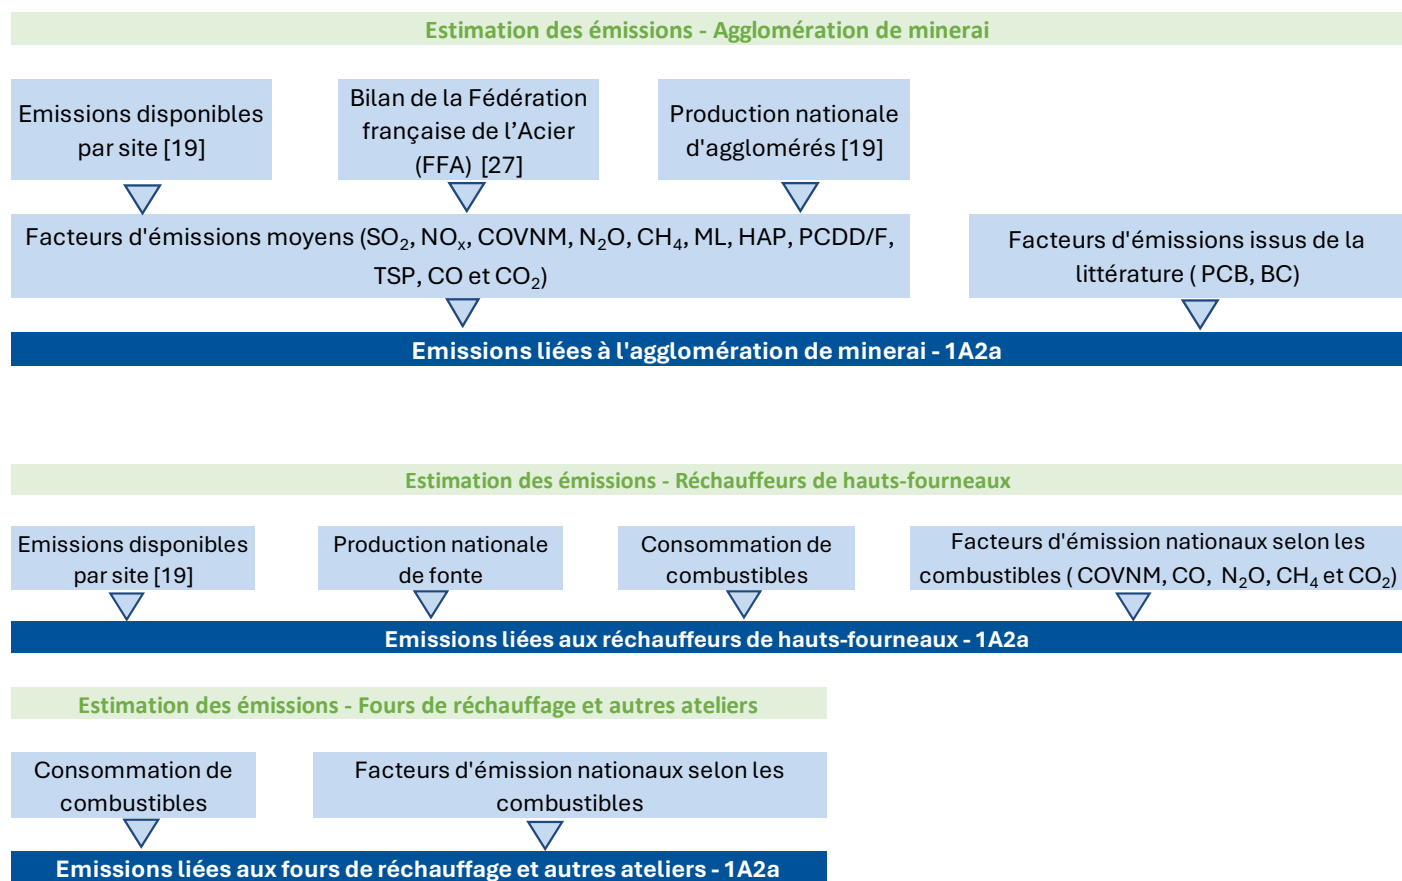 Estimation des émissions - Agglomération de minerai
Emissions disponibles
par site [19]
Bilan de la Fédération
française de l'Acier
(FFA) [27]
Production nationale
d'agglomérés [19]
Facteurs d'émissions moyens (SO₂, NOₓ, COVNM, N₂O, CH₄, ML, HAP, PCDD/F,
TSP, CO et CO₂)
Facteurs d'émissions issus de la
littérature ( PCB, BC)
Emissions liées à l'agglomération de minerai - 1A2a
Estimation des émissions - Réchauffeurs de hauts-fourneaux
Emissions disponibles
par site [19]
Production nationale
de fonte
Consommation de
combustibles
Facteurs d'émission nationaux selon les
combustibles ( COVNM, CO, N₂O, CH₄ et CO₂)
Emissions liées aux réchauffeurs de hauts-fourneaux - 1A2a
Estimation des émissions - Fours de réchauffage et autres ateliers
Consommation de
combustibles
Facteurs d'émission nationaux selon les
combustibles
Emissions liées aux fours de réchauffage et autres ateliers - 1A2a